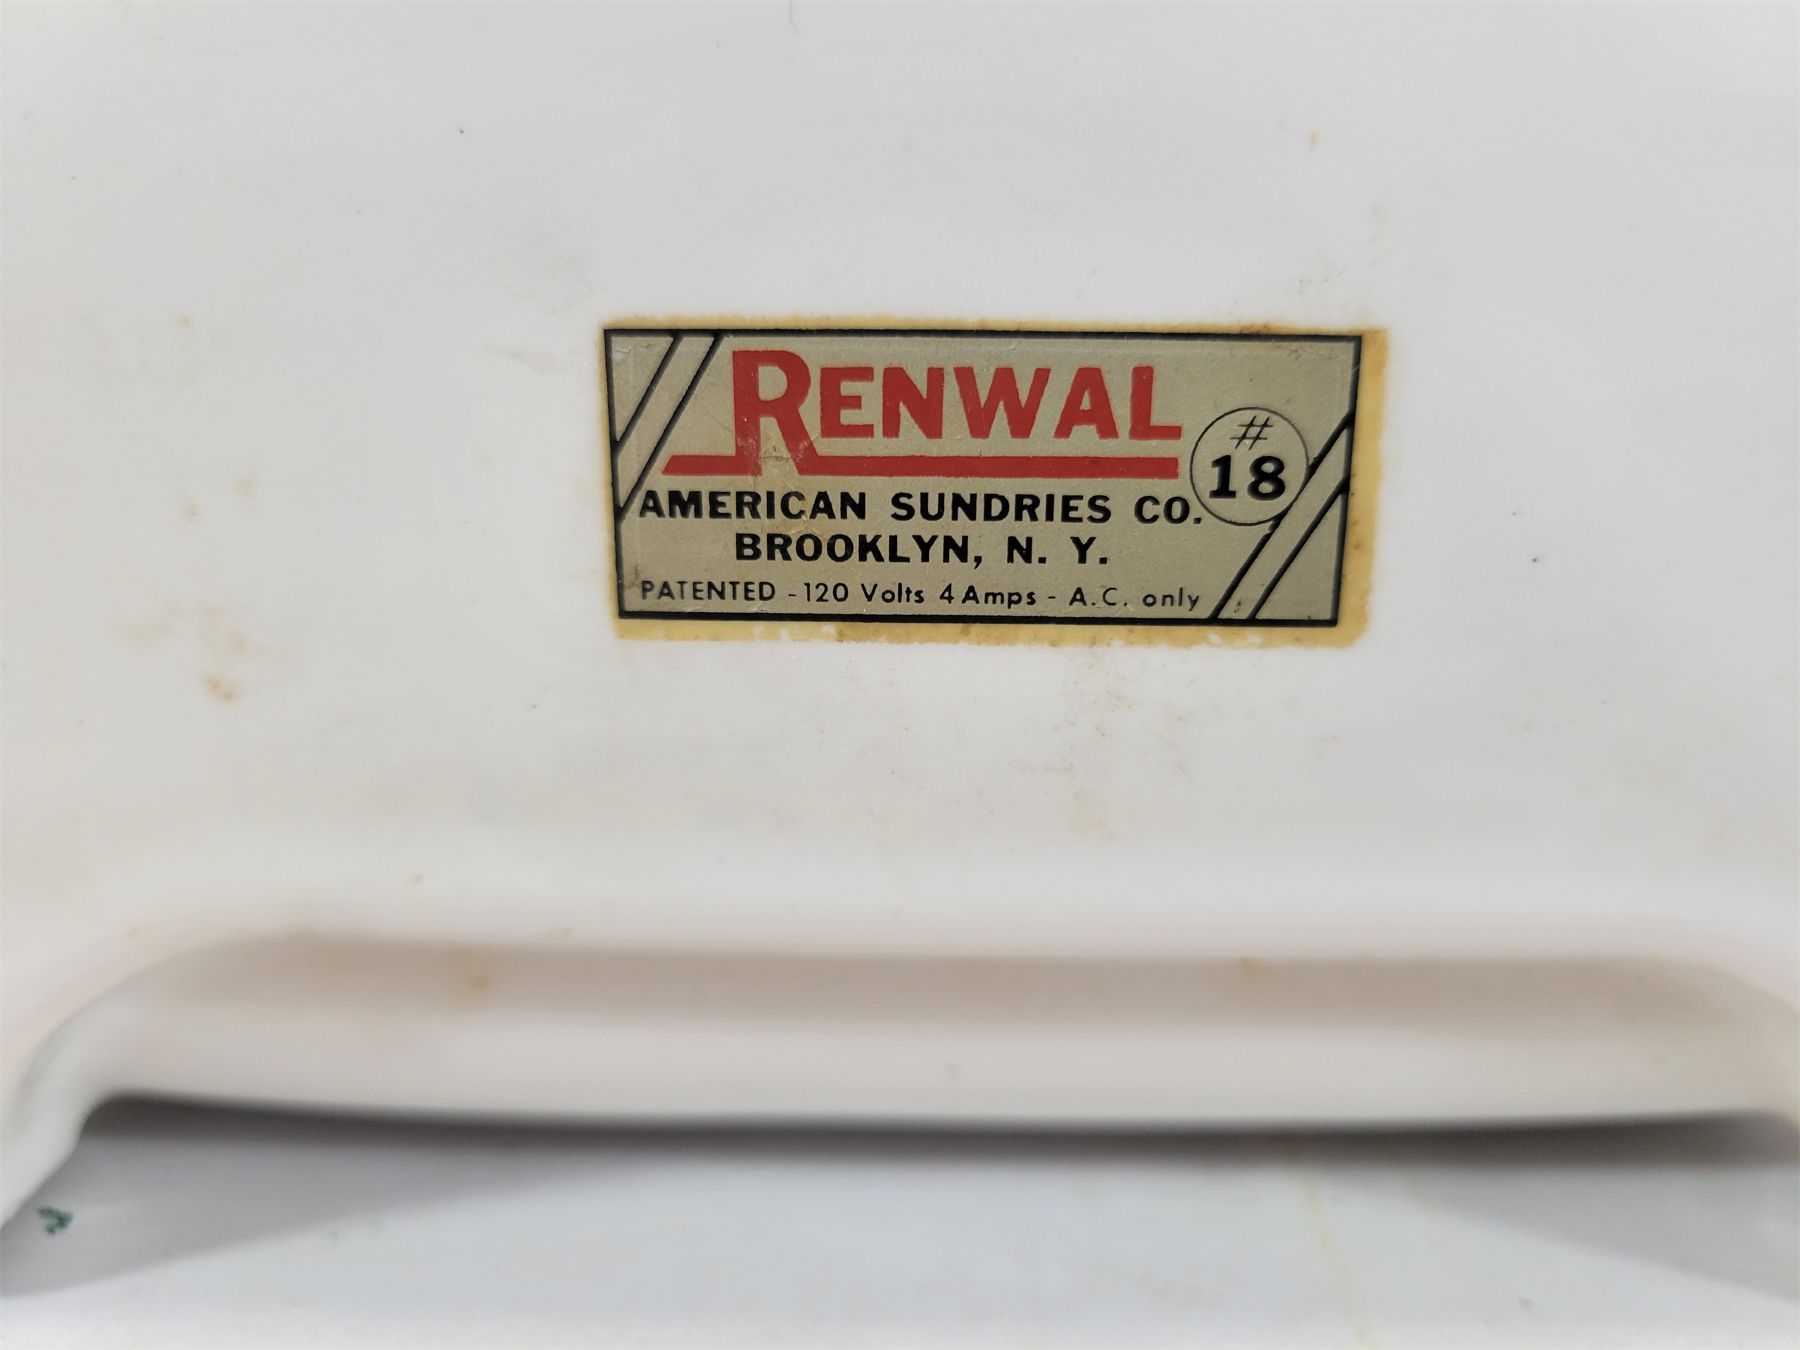 RENWAL
#
18
AMERICAN SUNDRIES CO.
BROOKLYN, N. Y.
PATENTED - 120 Volts 4 Amps - A.C. only